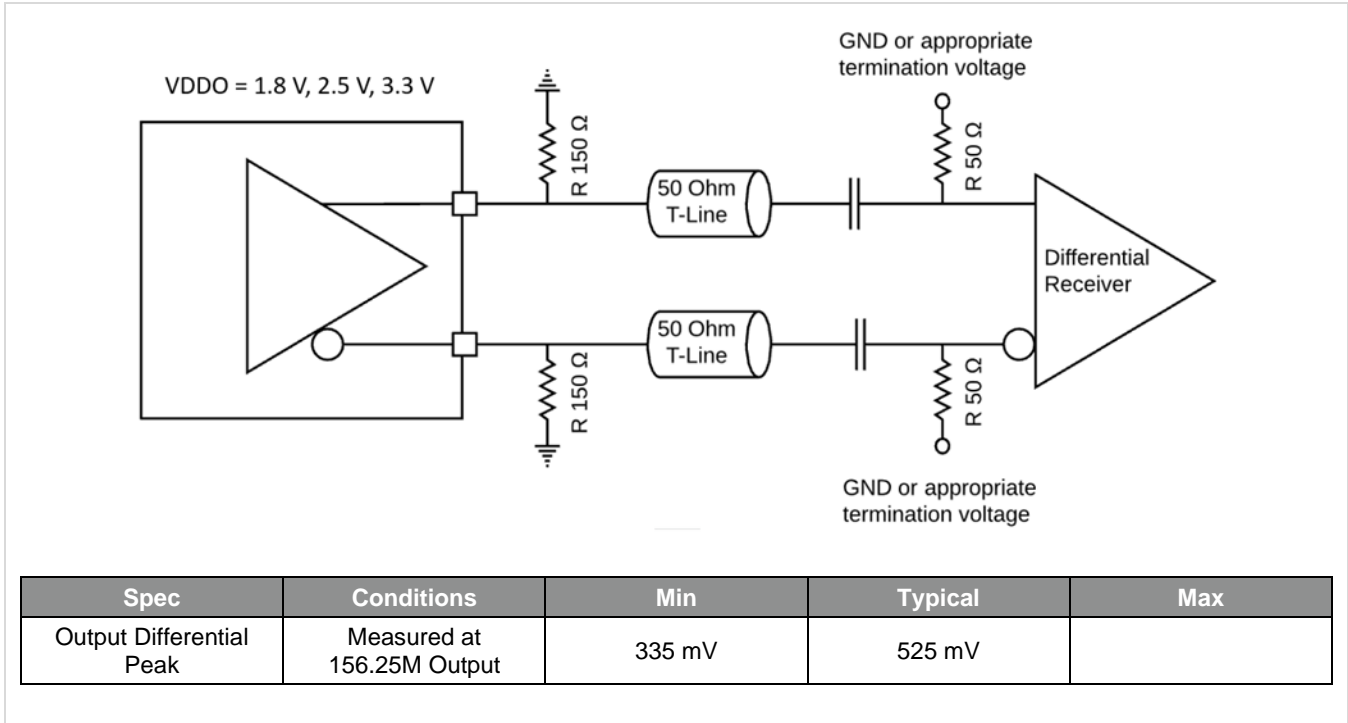 GND or appropriate
termination voltage
VDDO = 1.8 V, 2.5 V, 3.3 V
R 150 Ω
R 50 Ω
50 Ohm
T-Line
Differential
Receiver
50 Ohm
T-Line
R 150 Ω
R 50 Ω
GND or appropriate
termination voltage
Spec Conditions Min Typical Max
Output Differential
Peak
Measured at
156.25M Output
335 mV
525 mV